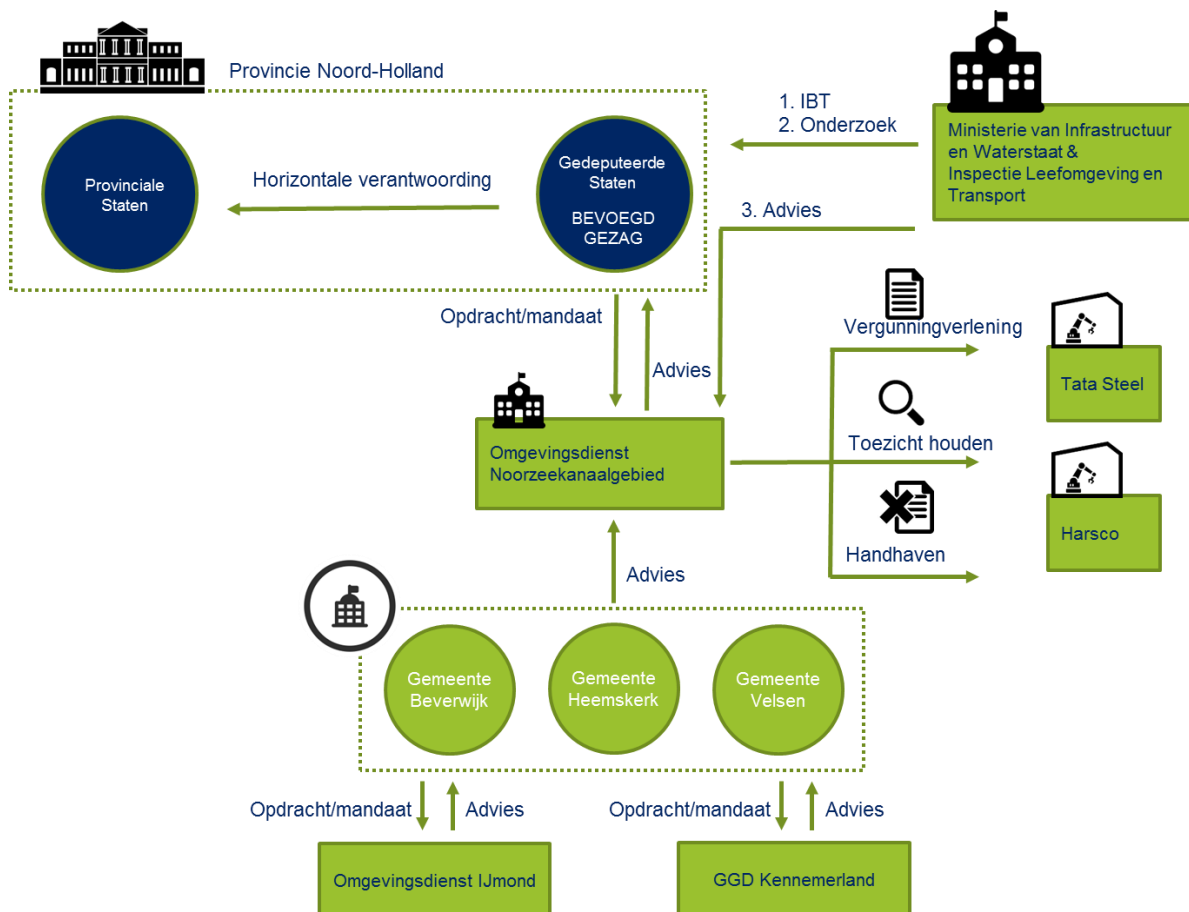 Provincie Noord-Holland
Provinciale
Staten
Horizontale verantwoording
Gedeputeerde
Staten
BEVOEGD
GEZAG
1. IBT
2. Onderzoek
Ministerie van Infrastructuur
en Waterstaat &
Inspectie Leefomgeving en
Transport
3. Advies
Opdracht/mandaat
Advies
Vergunningverlening
Tata Steel
Omgevingsdienst
Noorzeekanaalgebied
Toezicht houden
Handhaven
Harsco
Advies
Gemeente
Beverwijk
Gemeente
Heemskerk
Gemeente
Velsen
Opdracht/mandaat
Advies
Opdracht/mandaat
Advies
Omgevingsdienst IJmond
GGD Kennemerland